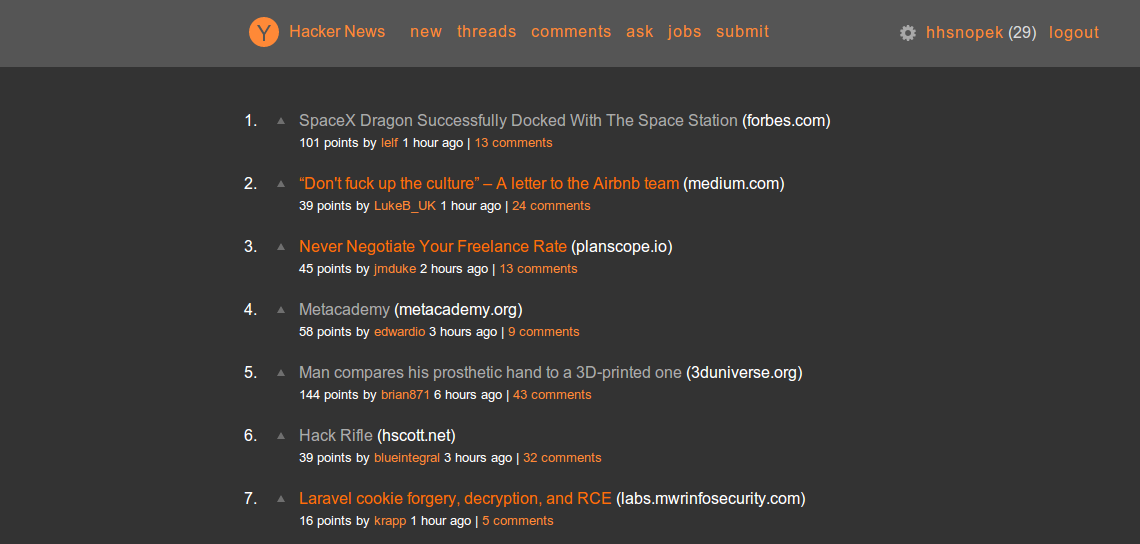 Y Hacker News new threads comments ask jobs submit hhsnopek (29) logout
1. SpaceX Dragon Successfully Docked With The Space Station (forbes.com)
101 points by lelf 1 hour ago | 13 comments
2. “Don't fuck up the culture” – A letter to the Airbnb team (medium.com)
39 points by LukeB_UK 1 hour ago | 24 comments
3. Never Negotiate Your Freelance Rate (planscope.io)
45 points by jmduke 2 hours ago | 13 comments
4. Metacademy (metacademy.org)
58 points by edwardio 3 hours ago | 9 comments
5. Man compares his prosthetic hand to a 3D-printed one (3duniverse.org)
144 points by brian871 6 hours ago | 43 comments
6. Hack Rifle (hscott.net)
39 points by blueintegral 3 hours ago | 32 comments
7. Laravel cookie forgery, decryption, and RCE (labs.mwrinfosecurity.com)
16 points by krapp 1 hour ago | 5 comments